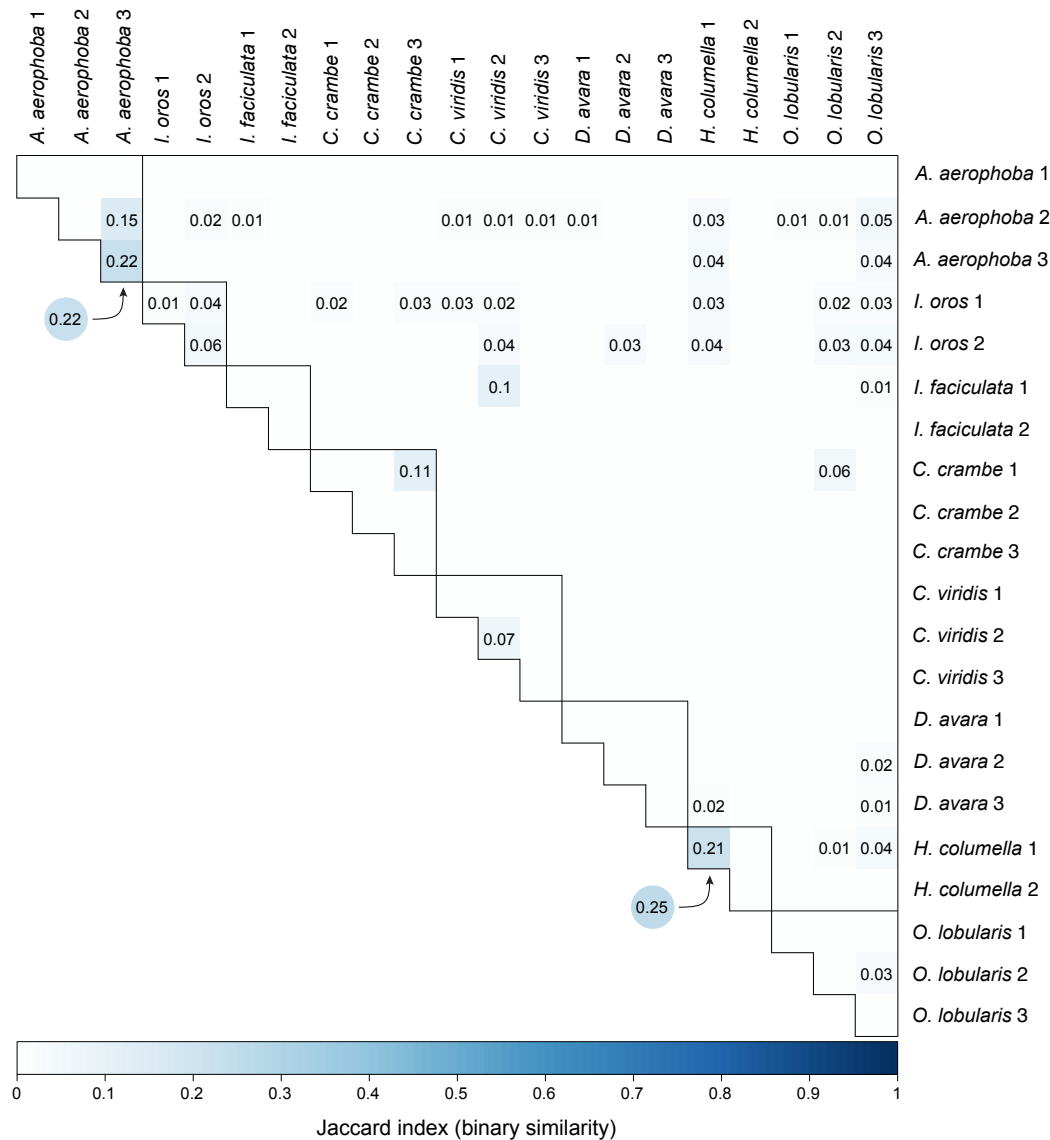 A. aerophoba 1
A. aerophoba 2
A. aerophoba 3
I. oros 1
I. oros 2
I. faciculata 1
I. faciculata 2
C. crambe 1
C. crambe 2
C. crambe 3
C. viridis 1
C. viridis 2
C. viridis 3
D. avara 1
D. avara 2
D. avara 3
H. columella 1
H. columella 2
O. lobularis 1
O. lobularis 2
O. lobularis 3
A. aerophoba 1
0.15 0.02 0.01 0.01 0.01 0.01 0.01 0.03 0.01 0.01 0.05 A. aerophoba 2
0.22 0.04 0.04 A. aerophoba 3
0.22
0.01 0.04 0.02 0.03 0.03 0.02 0.03 0.02 0.03 I. oros 1
0.06 0.04 0.03 0.04 0.03 0.04 I. oros 2
0.1 0.01 I. faciculata 1
I. faciculata 2
0.11 0.06 C. crambe 1
C. crambe 2
C. crambe 3
C. viridis 1
0.07 C. viridis 2
C. viridis 3
D. avara 1
0.02 D. avara 2
0.02 0.01 D. avara 3
0.21 0.01 0.04 H. columella 1
H. columella 2
0.25
O. lobularis 1
0.03 O. lobularis 2
O. lobularis 3
0 0.1 0.2 0.3 0.4 0.5 0.6 0.7 0.8 0.9 1
Jaccard index (binary similarity)